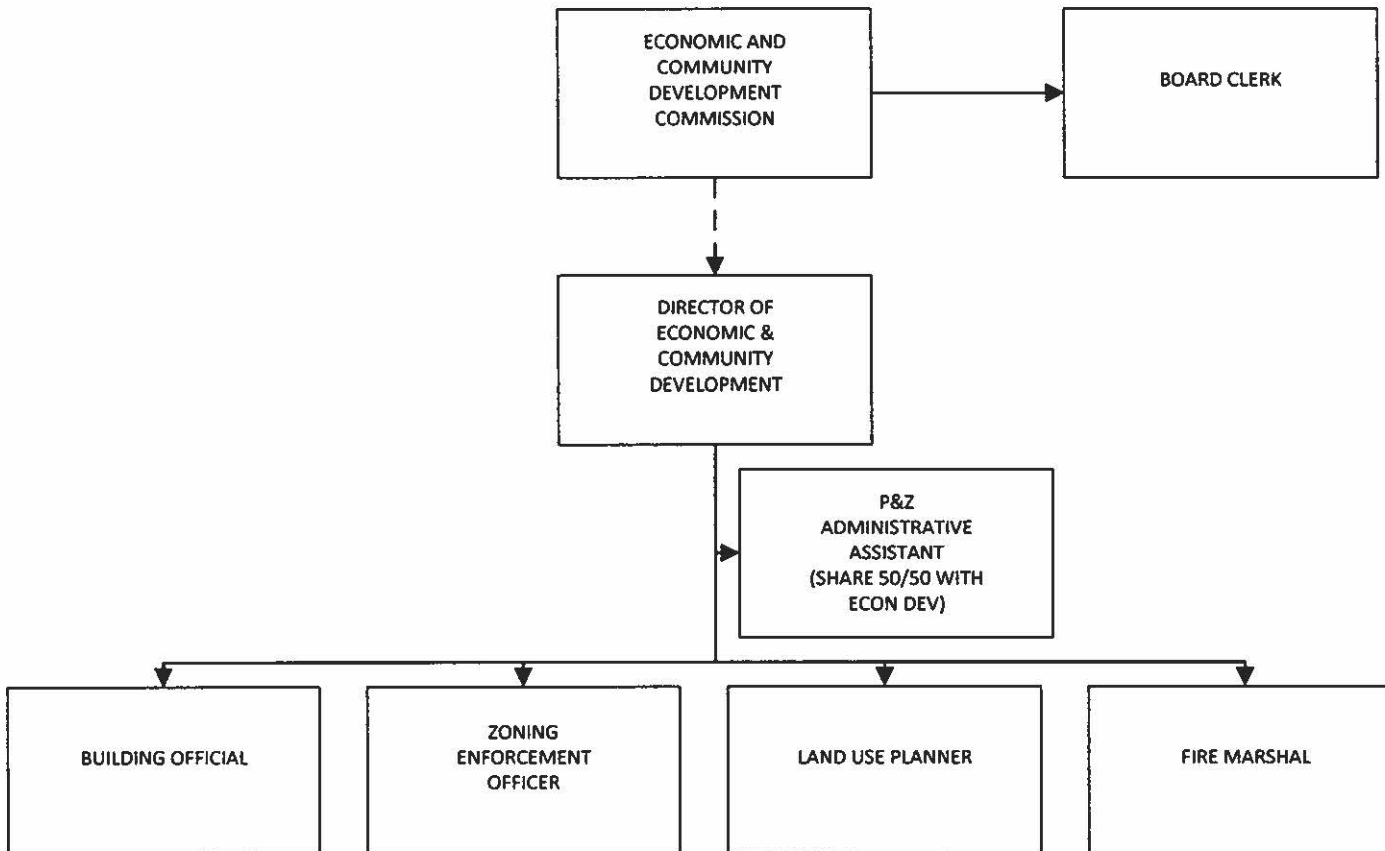 ECONOMIC AND
COMMUNITY
DEVELOPMENT
COMMISSION
BOARD CLERK
DIRECTOR OF
ECONOMIC &
COMMUNITY
DEVELOPMENT
P&Z
ADMINISTRATIVE
ASSISTANT
(SHARE 50/50 WITH
ECON DEV)
BUILDING OFFICIAL
ZONING
ENFORCEMENT
OFFICER
LAND USE PLANNER
FIRE MARSHAL